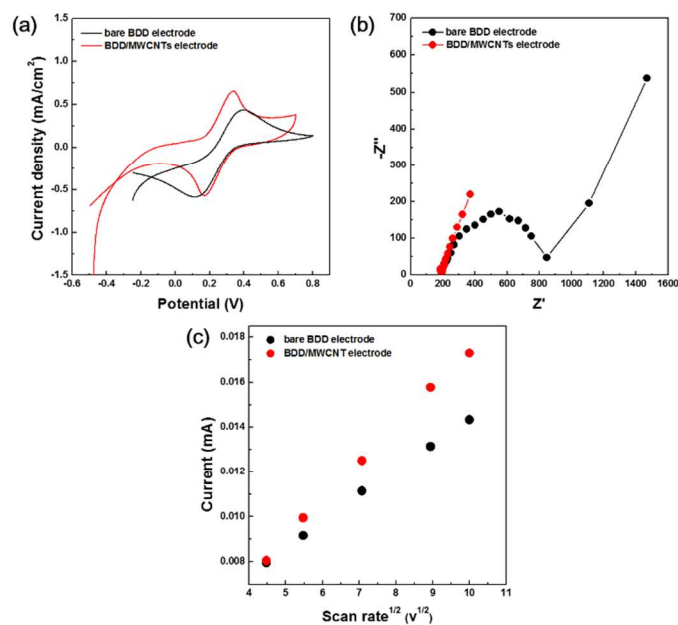 (a)
bare BDD electrode
BDD/MWCNTs electrode
1.5
1.0
0.5
0.0
-0.5
-1.0
-1.5
Current density (mA/cm²)
-0.6 -0.4 -0.2 0.0 0.2 0.4 0.6 0.8
Potential (V)
(b)
bare BDD electrode
BDD/MWCNTs electrode
-700
-600
-500
-400
-300
-200
-100
0
-Z''
0 200 400 600 800 1000 1200 1400 1600
Z'
(c)
bare BDD electrode
BDD/MWCNT electrode
0.018
0.016
0.014
0.012
0.010
0.008
Current (mA)
4 5 6 7 8 9 10 11
Scan rate^1/2 (V^1/2)